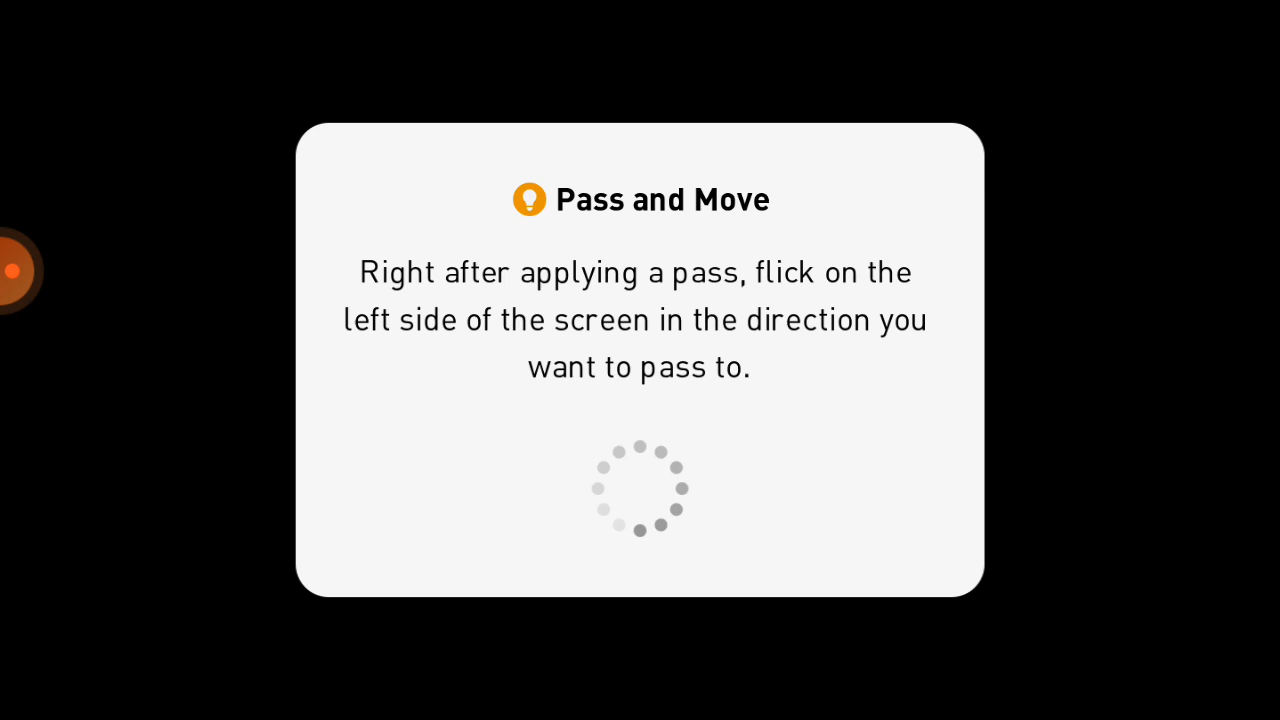 Pass and Move
Right after applying a pass, flick on the
left side of the screen in the direction you
want to pass to.